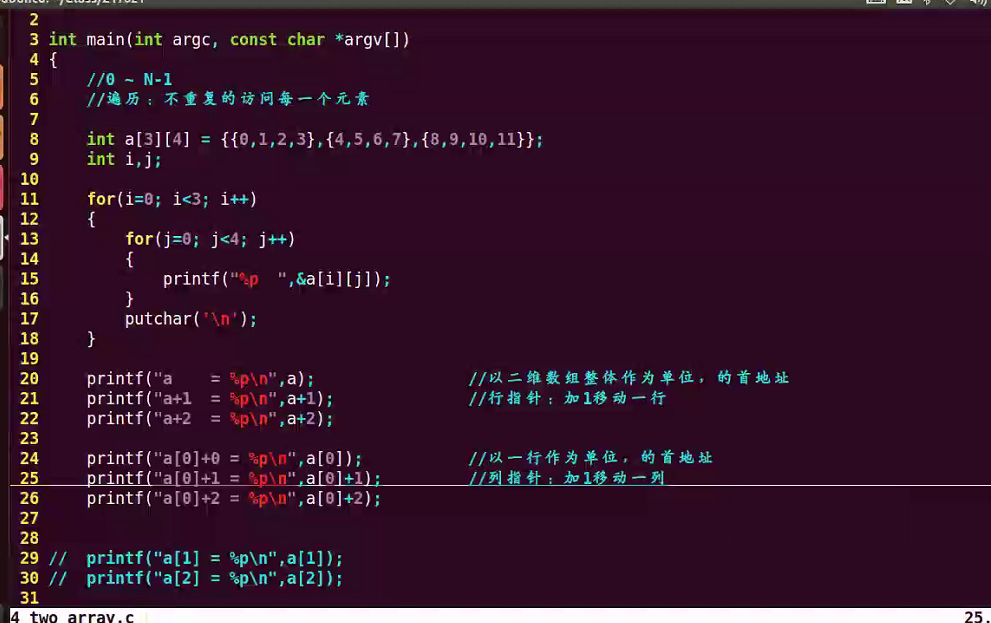 2
3 int main(int argc, const char *argv[])
4 {
5     //0 ~ N-1
6     //遍历：不重复的访问每一个元素
7
8     int a[3][4] = {{0,1,2,3},{4,5,6,7},{8,9,10,11}};
9     int i,j;
10
11     for(i=0; i<3; i++)
12     {
13         for(j=0; j<4; j++)
14         {
15             printf("%p  ",&a[i][j]);
16         }
17         putchar('\n');
18     }
19
20     printf("a    = %p\n",a);                //以二维数组整体作为单位，的首地址
21     printf("a+1  = %p\n",a+1);              //行指针：加1移动一行
22     printf("a+2  = %p\n",a+2);
23
24     printf("a[0]+0 = %p\n",a[0]);           //以一行作为单位，的首地址
25     printf("a[0]+1 = %p\n",a[0]+1);         //列指针：加1移动一列
26     printf("a[0]+2 = %p\n",a[0]+2);
27
28
29 //  printf("a[1] = %p\n",a[1]);
30 //  printf("a[2] = %p\n",a[2]);
31
4 two array.c 25.